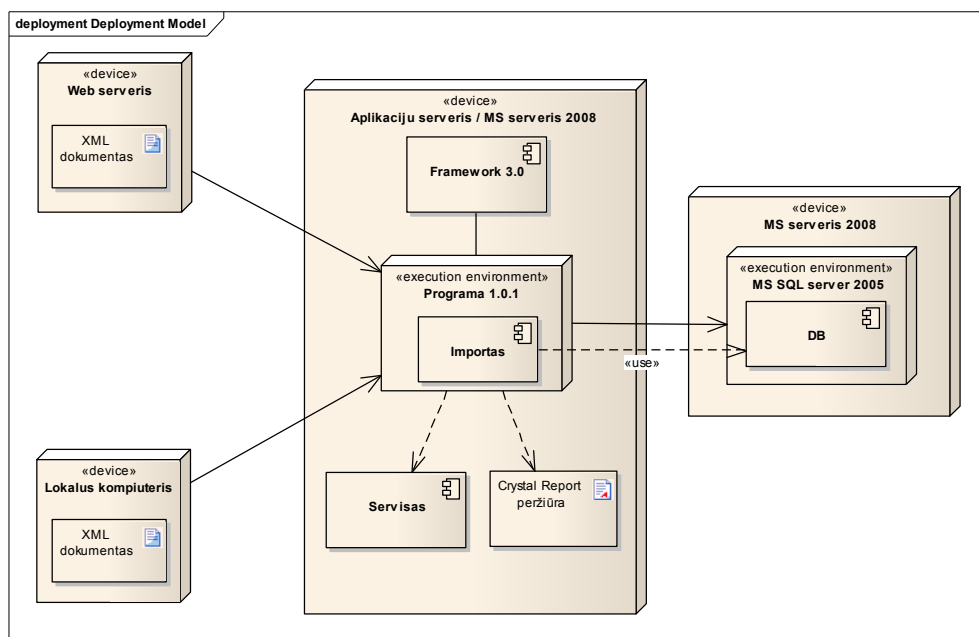 deployment Deployment Model
«device»
Web serveris
XML
dokumentas
«device»
Aplikaciju serveris / MS serveris 2008
Framework 3.0
«execution environment»
Programa 1.0.1
Importas
«use»
«device»
MS serveris 2008
«execution environment»
MS SQL server 2005
DB
«device»
Lokalus kompiuteris
XML
dokumentas
Servisas
Crystal Report
peržiūra